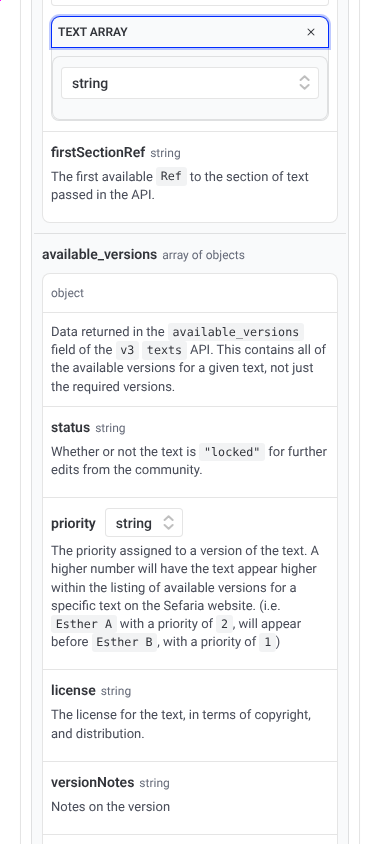 TEXT ARRAY ×
string
firstSectionRef string
The first available Ref to the section of text
passed in the API.
available_versions array of objects
object
Data returned in the available_versions
field of the v3 texts API. This contains all of
the available versions for a given text, not just
the required versions.
status string
Whether or not the text is "locked" for further
edits from the community.
priority string
The priority assigned to a version of the text. A
higher number will have the text appear higher
within the listing of available versions for a
specific text on the Sefaria website. (i.e.
Esther A with a priority of 2 , will appear
before Esther B , with a priority of 1 )
license string
The license for the text, in terms of copyright,
and distribution.
versionNotes string
Notes on the version